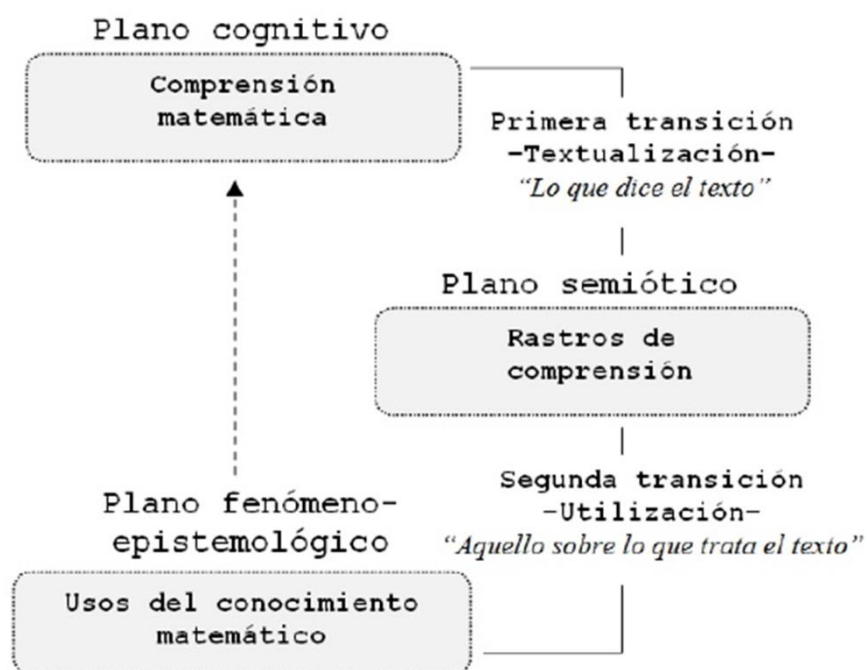 Plano cognitivo
Comprensión
matemática
Primera transición
–Textualización–
“Lo que dice el texto”
Plano semiótico
Rastros de
comprensión
Segunda transición
–Utilización–
“Aquello sobre lo que trata el texto”
Plano fenómeno-
epistemológico
Usos del conocimiento
matemático